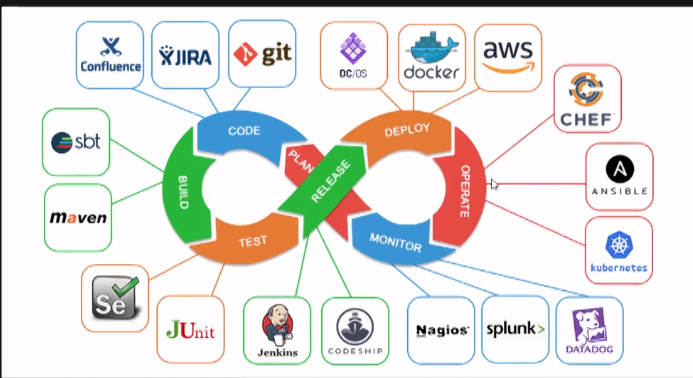 Confluence
JIRA
git
DC/OS
docker
aws
CHEF
sbt
CODE
DEPLOY
PLAN
RELEASE
BUILD
OPERATE
ANSIBLE
maven
TEST
MONITOR
kubernetes
Se
JUnit
Jenkins
CODESHIP
Nagios
splunk>
DATADOG